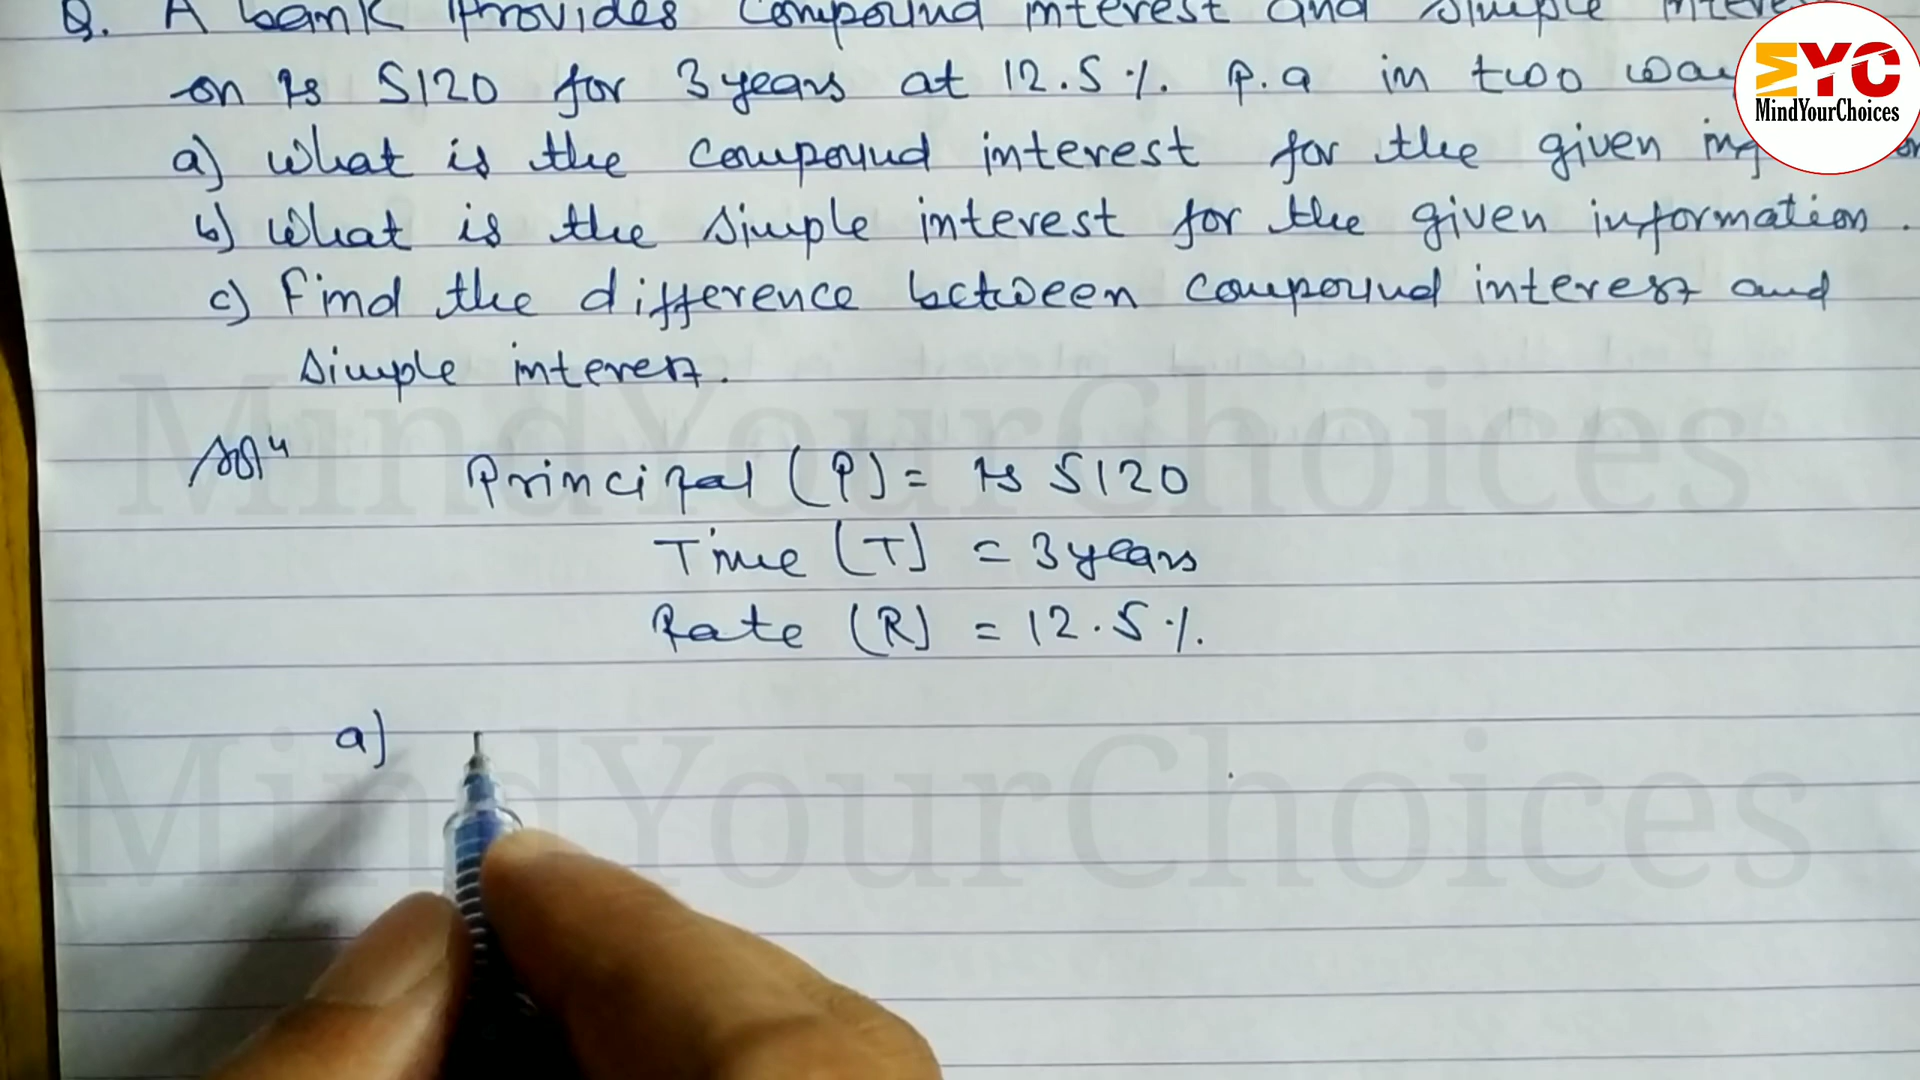 Q. A bank provides compound interest and simple
on Rs 5120 for 3 years at 12.5 %. P.a in two
MYC
MindYourChoices
a) What is the compound interest for the given
b) What is the simple interest for the given information.
c) Find the difference between compound interest and
simple interest.
MindYourChoices
Soln Principal (P) = Rs 5120
Time (T) = 3 years
Rate (R) = 12.5 %.
a)
MindYourChoices